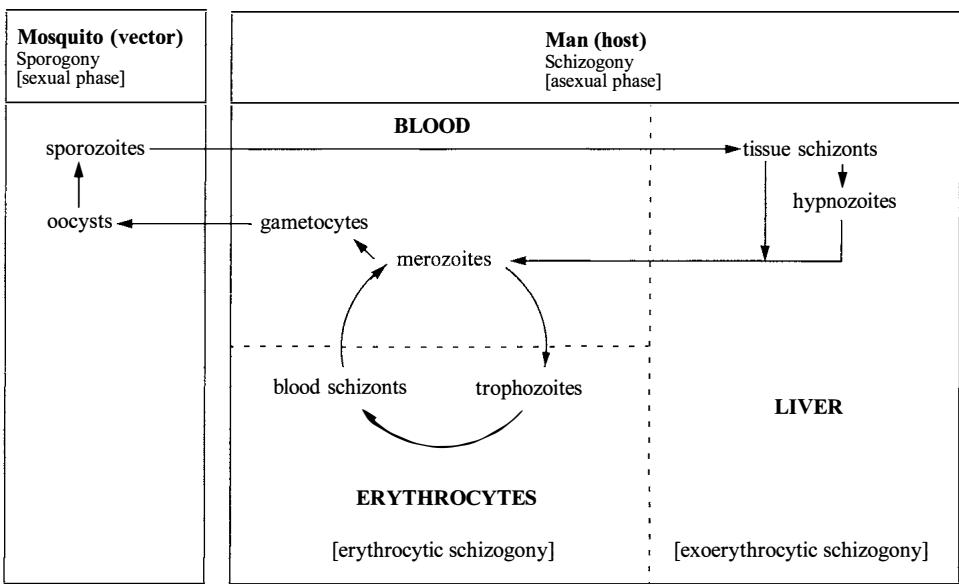 Mosquito (vector)
Sporogony
[sexual phase]
Man (host)
Schizogony
[asexual phase]
BLOOD
sporozoites
tissue schizonts
hypnozoites
oocysts
gametocytes
merozoites
blood schizonts
trophozoites
LIVER
ERYTHROCYTES
[erythrocytic schizogony]
[exoerythrocytic schizogony]